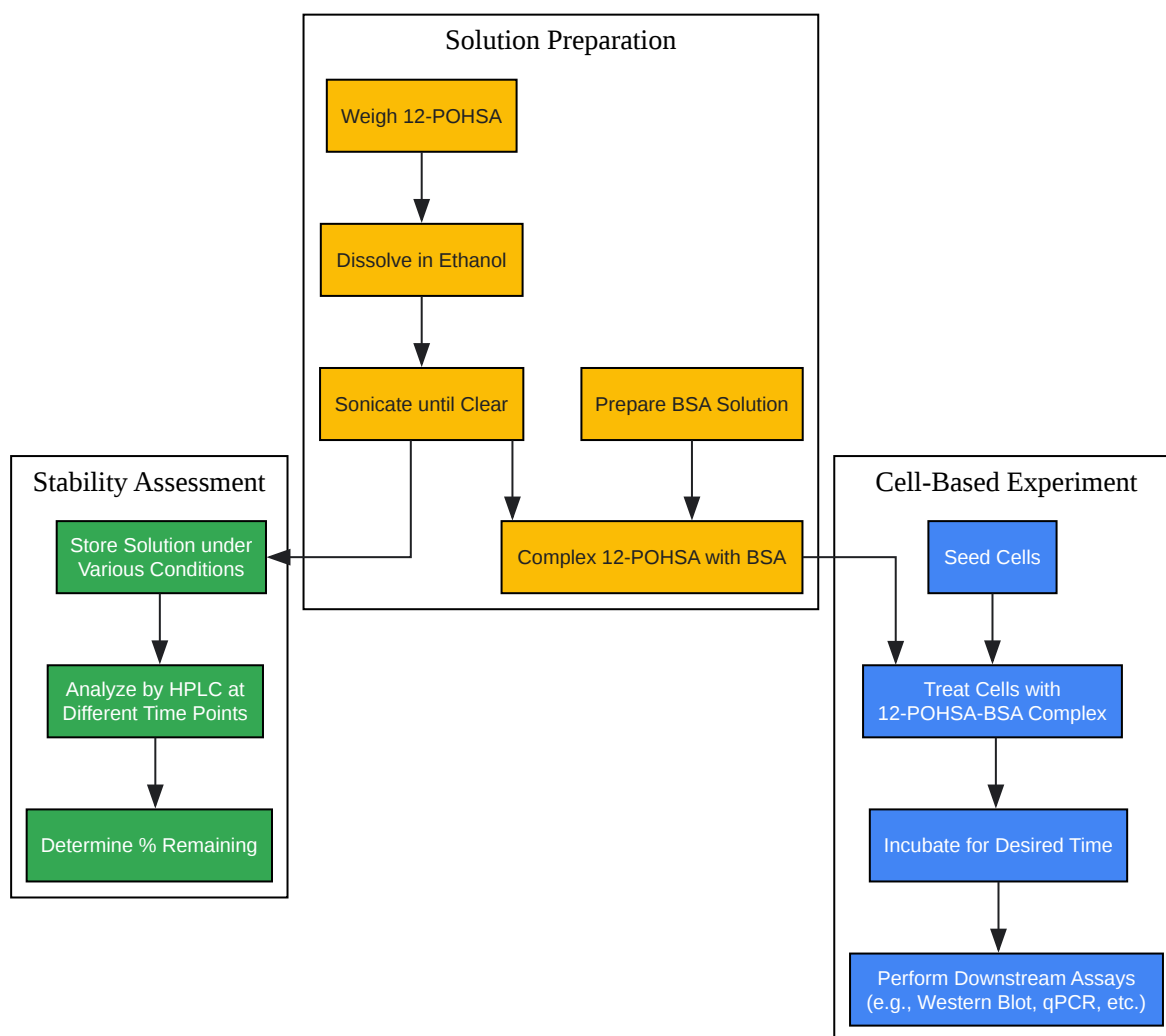 Solution Preparation
Weigh 12-POHSA
Dissolve in Ethanol
Sonicate until Clear
Prepare BSA Solution
Complex 12-POHSA with BSA
Stability Assessment
Store Solution under
Various Conditions
Analyze by HPLC at
Different Time Points
Determine % Remaining
Cell-Based Experiment
Seed Cells
Treat Cells with
12-POHSA-BSA Complex
Incubate for Desired Time
Perform Downstream Assays
(e.g., Western Blot, qPCR, etc.)